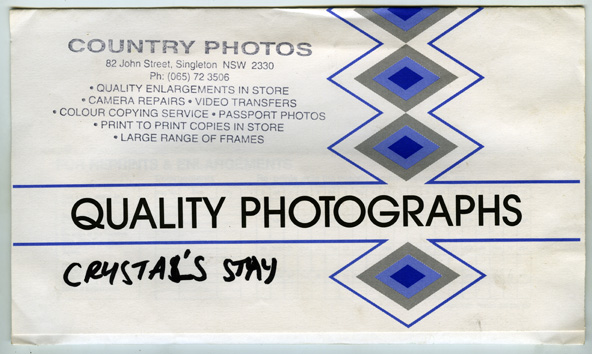 COUNTRY PHOTOS
82 John Street, Singleton NSW 2330
Ph: (065) 72 3506
• QUALITY ENLARGEMENTS IN STORE
• CAMERA REPAIRS • VIDEO TRANSFERS
• COLOUR COPYING SERVICE • PASSPORT PHOTOS
• PRINT TO PRINT COPIES IN STORE
• LARGE RANGE OF FRAMES
QUALITY PHOTOGRAPHS
CRYSTAL'S STAY